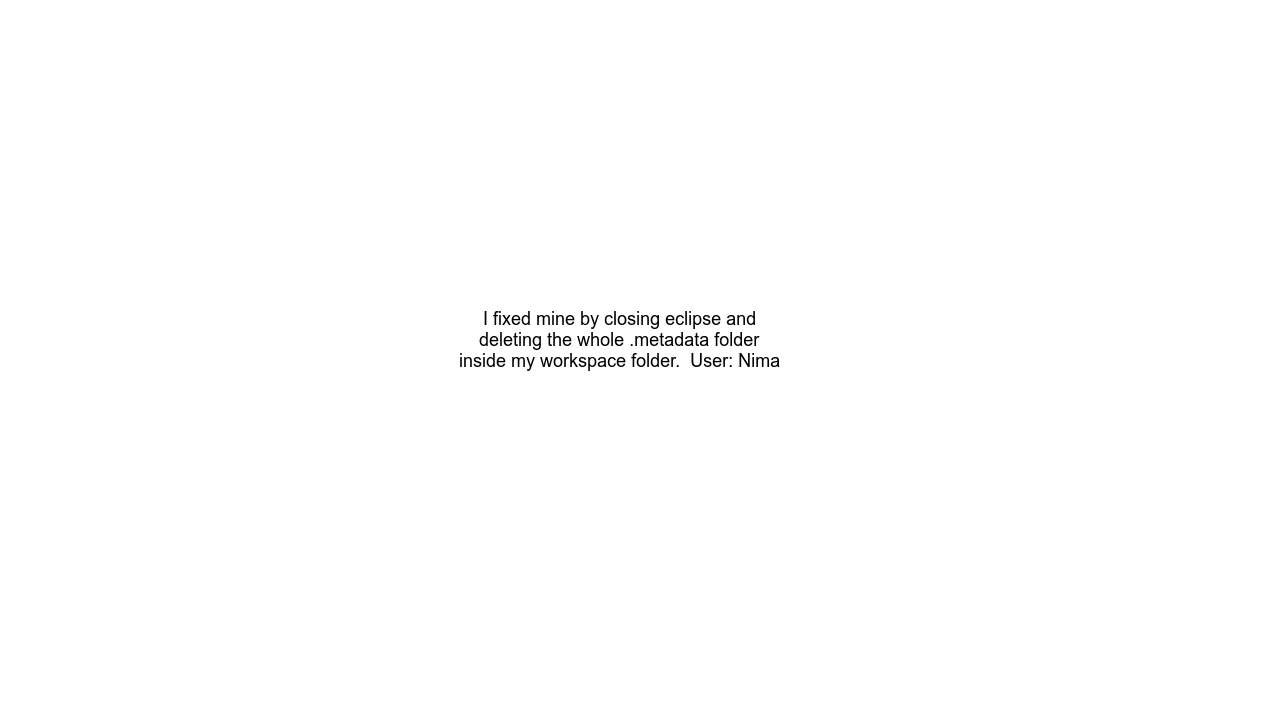 I fixed mine by closing eclipse and
deleting the whole .metadata folder
inside my workspace folder.  User: Nima